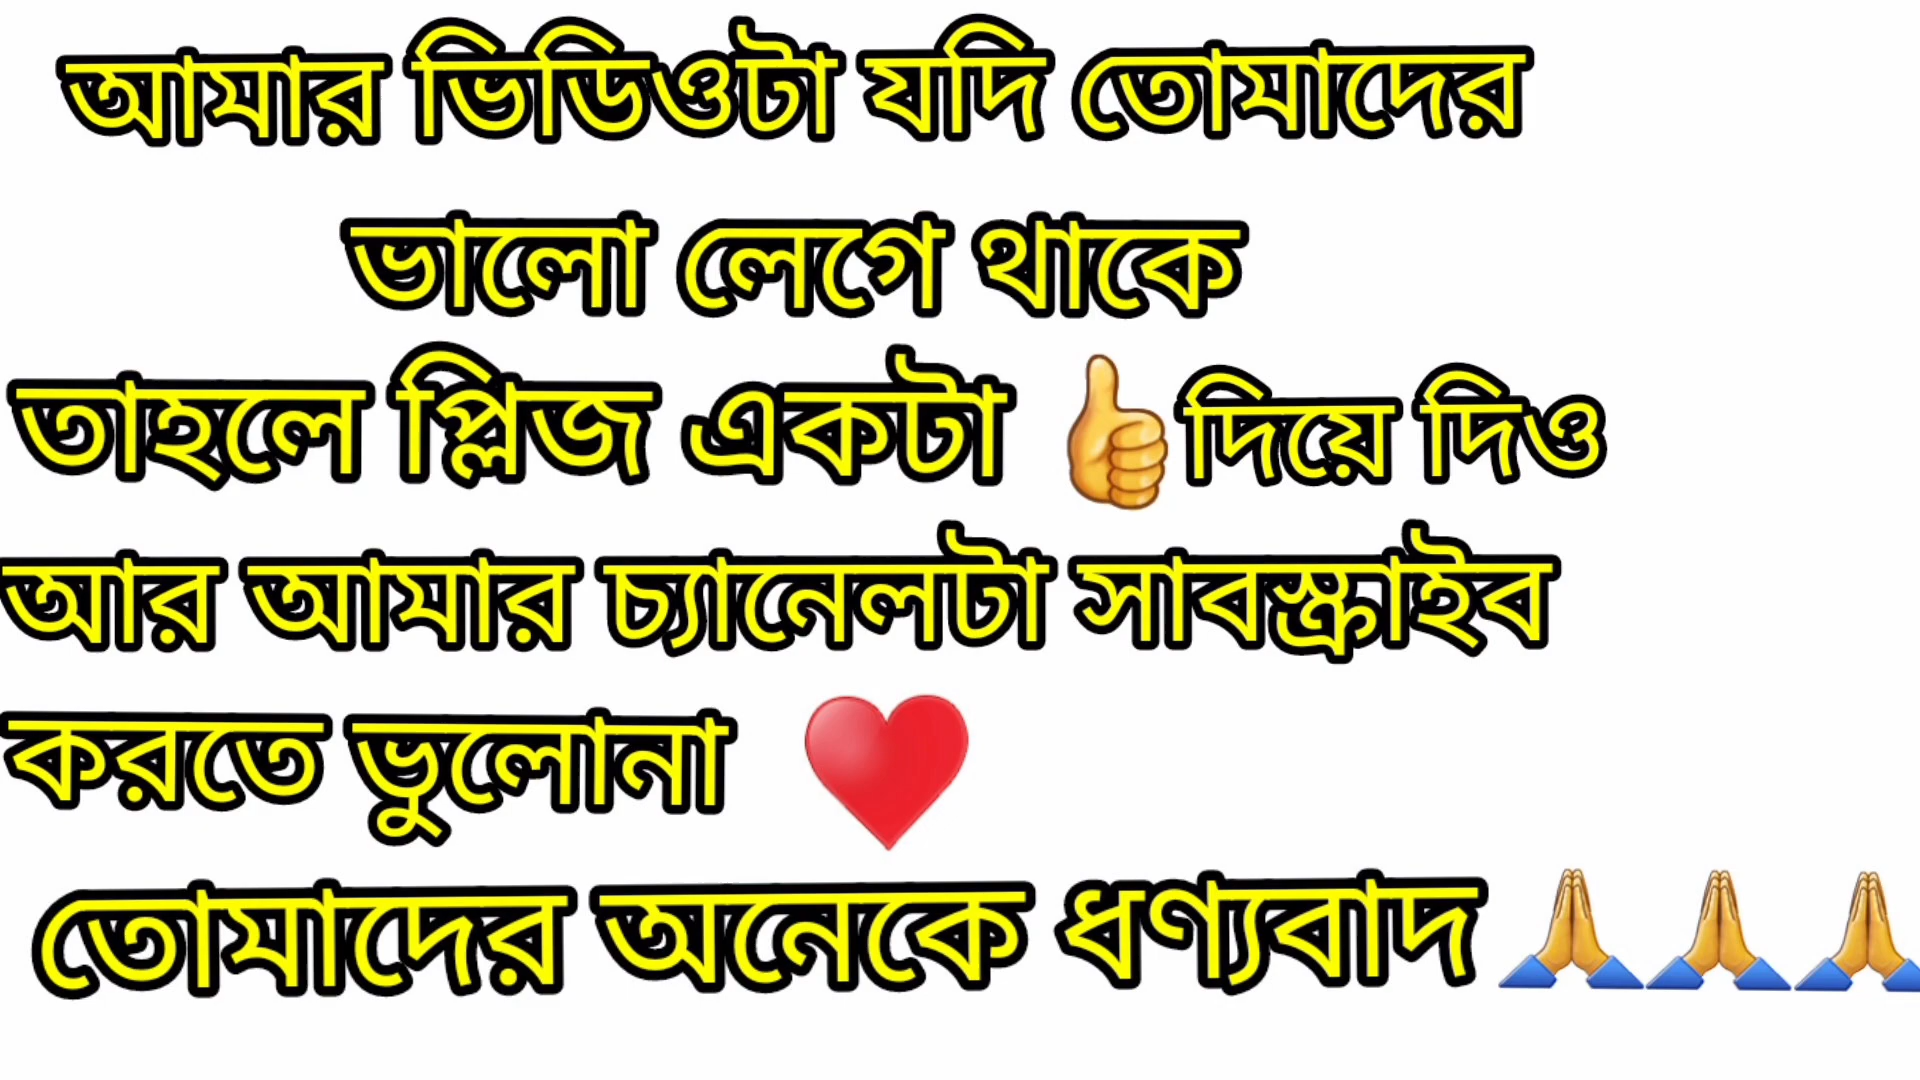 আমার ভিডিওটা যদি তোমাদের
ভালো লেগে থাকে
তাহলে প্লিজ একটা 👍 দিয়ে দিও
আর আমার চ্যানেলটা সাবস্ক্রাইব
করতে ভুলোনা ♥️
তোমাদের অনেকে ধণ্যবাদ 🙏🙏🙏